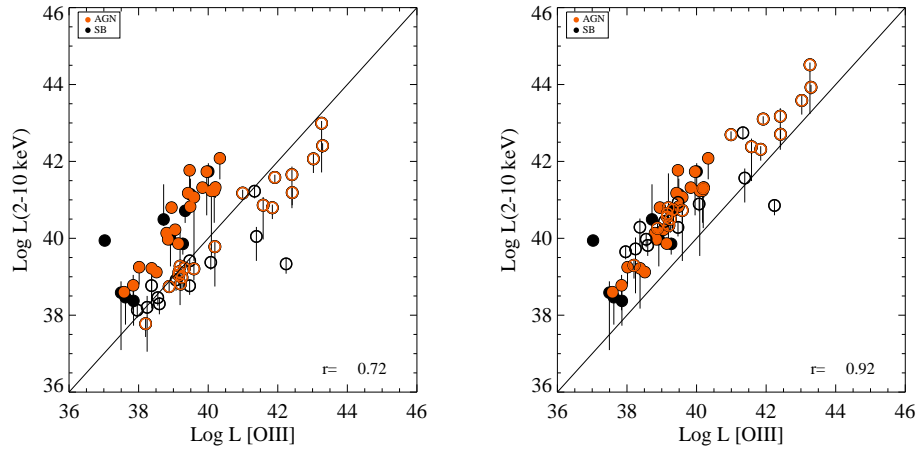 46
44
42
40
38
36
Log L(2-10 keV)
AGN
SB
r= 0.72
36 38 40 42 44 46
Log L [OIII]
46
44
42
40
38
36
Log L(2-10 keV)
AGN
SB
r= 0.92
36 38 40 42 44 46
Log L [OIII]